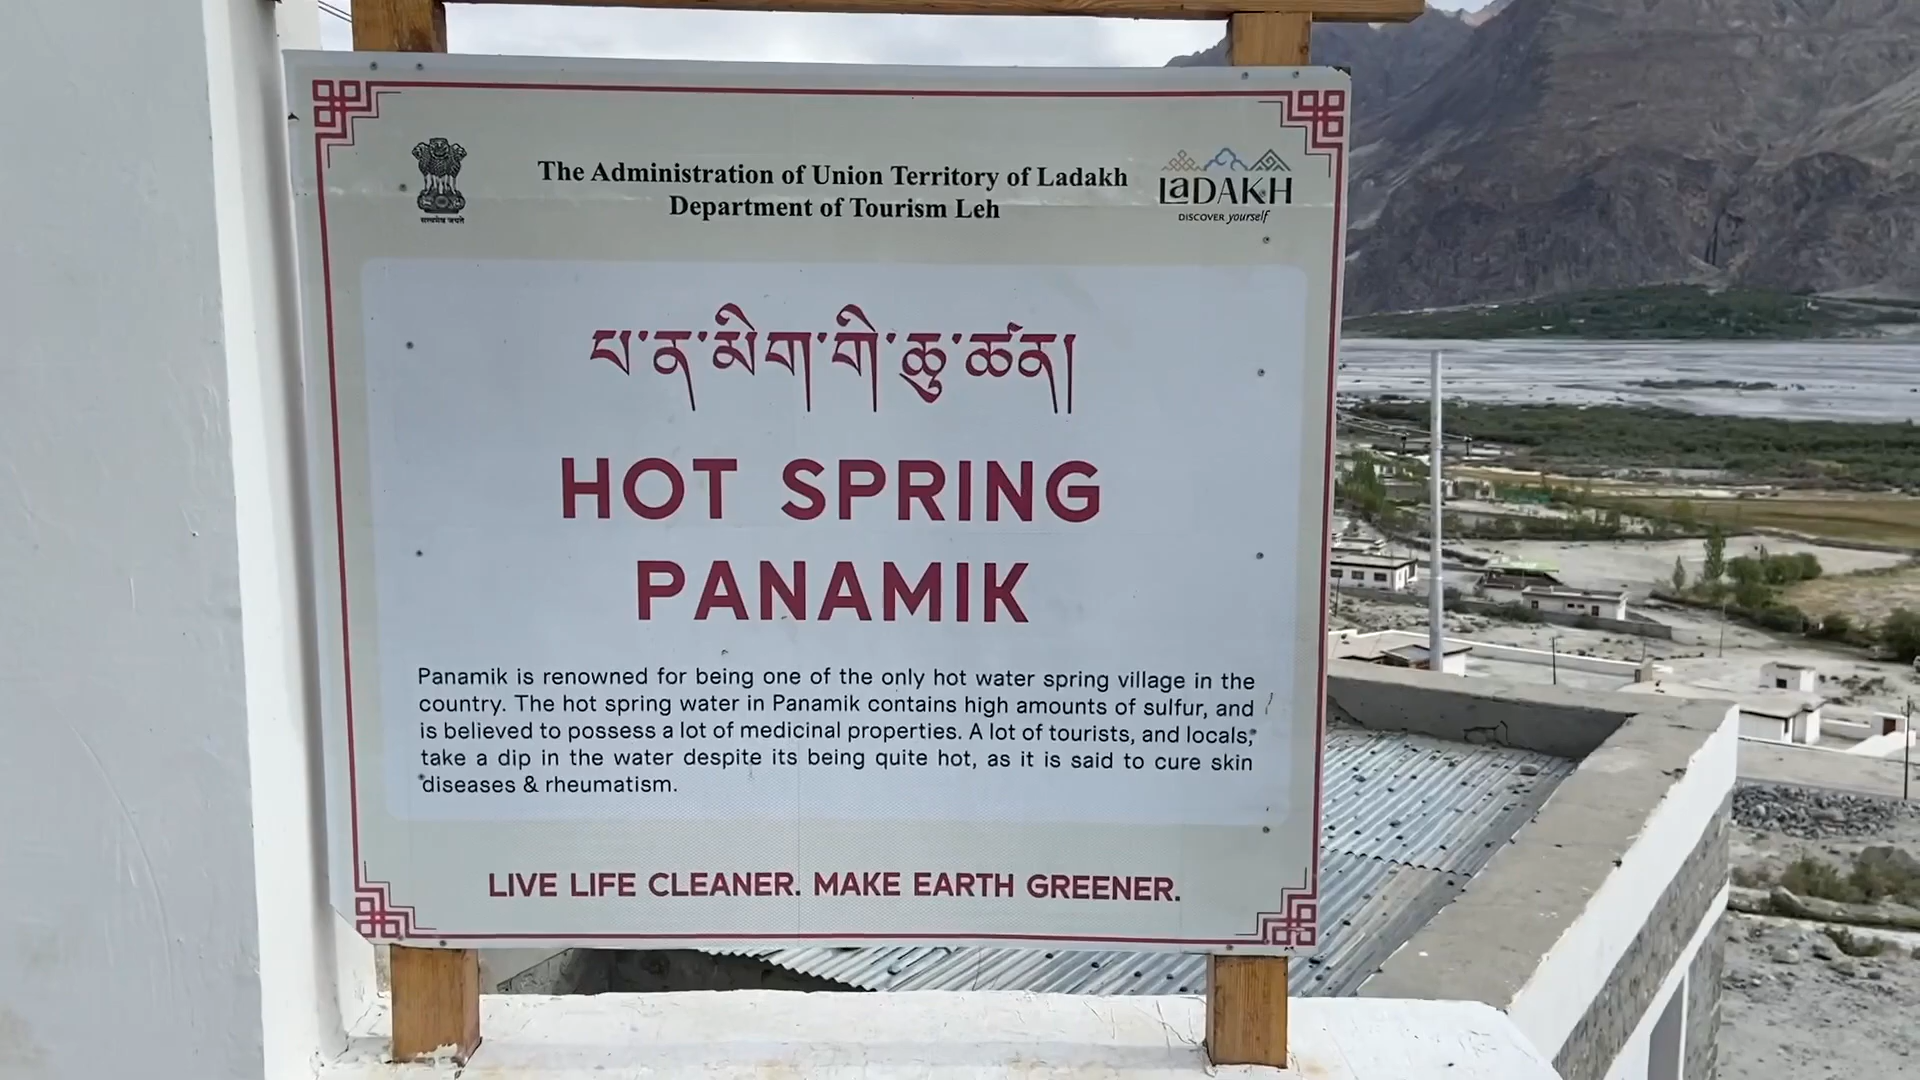 सत्यमेव जयते
The Administration of Union Territory of Ladakh
Department of Tourism Leh
LaDAKH
DISCOVER yourself
པ་ན་མིག་གི་ཆུ་ཚན།
HOT SPRING
PANAMIK
Panamik is renowned for being one of the only hot water spring village in the
country. The hot spring water in Panamik contains high amounts of sulfur, and
is believed to possess a lot of medicinal properties. A lot of tourists, and locals,
take a dip in the water despite its being quite hot, as it is said to cure skin
diseases & rheumatism.
LIVE LIFE CLEANER. MAKE EARTH GREENER.